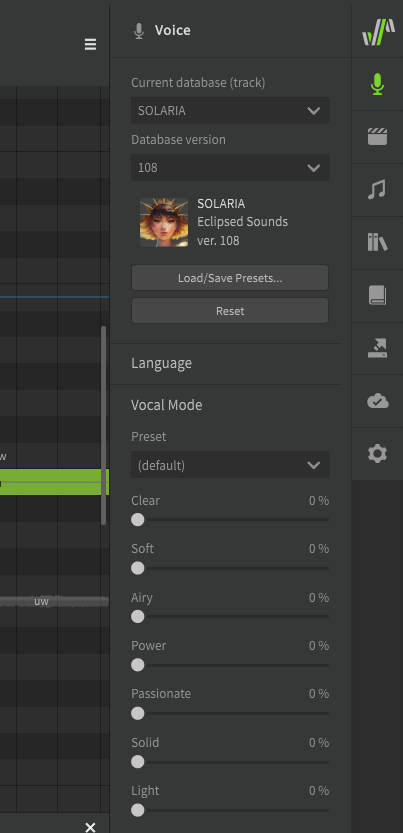 Voice
Current database (track)
SOLARIA
Database version
108
SOLARIA
Eclipsed Sounds
ver. 108
Load/Save Presets...
Reset
Language
Vocal Mode
Preset
(default)
Clear 0 %
Soft 0 %
Airy 0 %
Power 0 %
Passionate 0 %
Solid 0 %
Light 0 %
w
uw